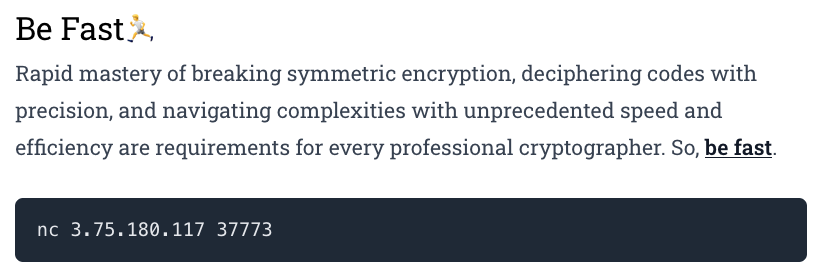 Be Fast🏃
Rapid mastery of breaking symmetric encryption, deciphering codes with
precision, and navigating complexities with unprecedented speed and
efficiency are requirements for every professional cryptographer. So, be fast.
nc 3.75.180.117 37773